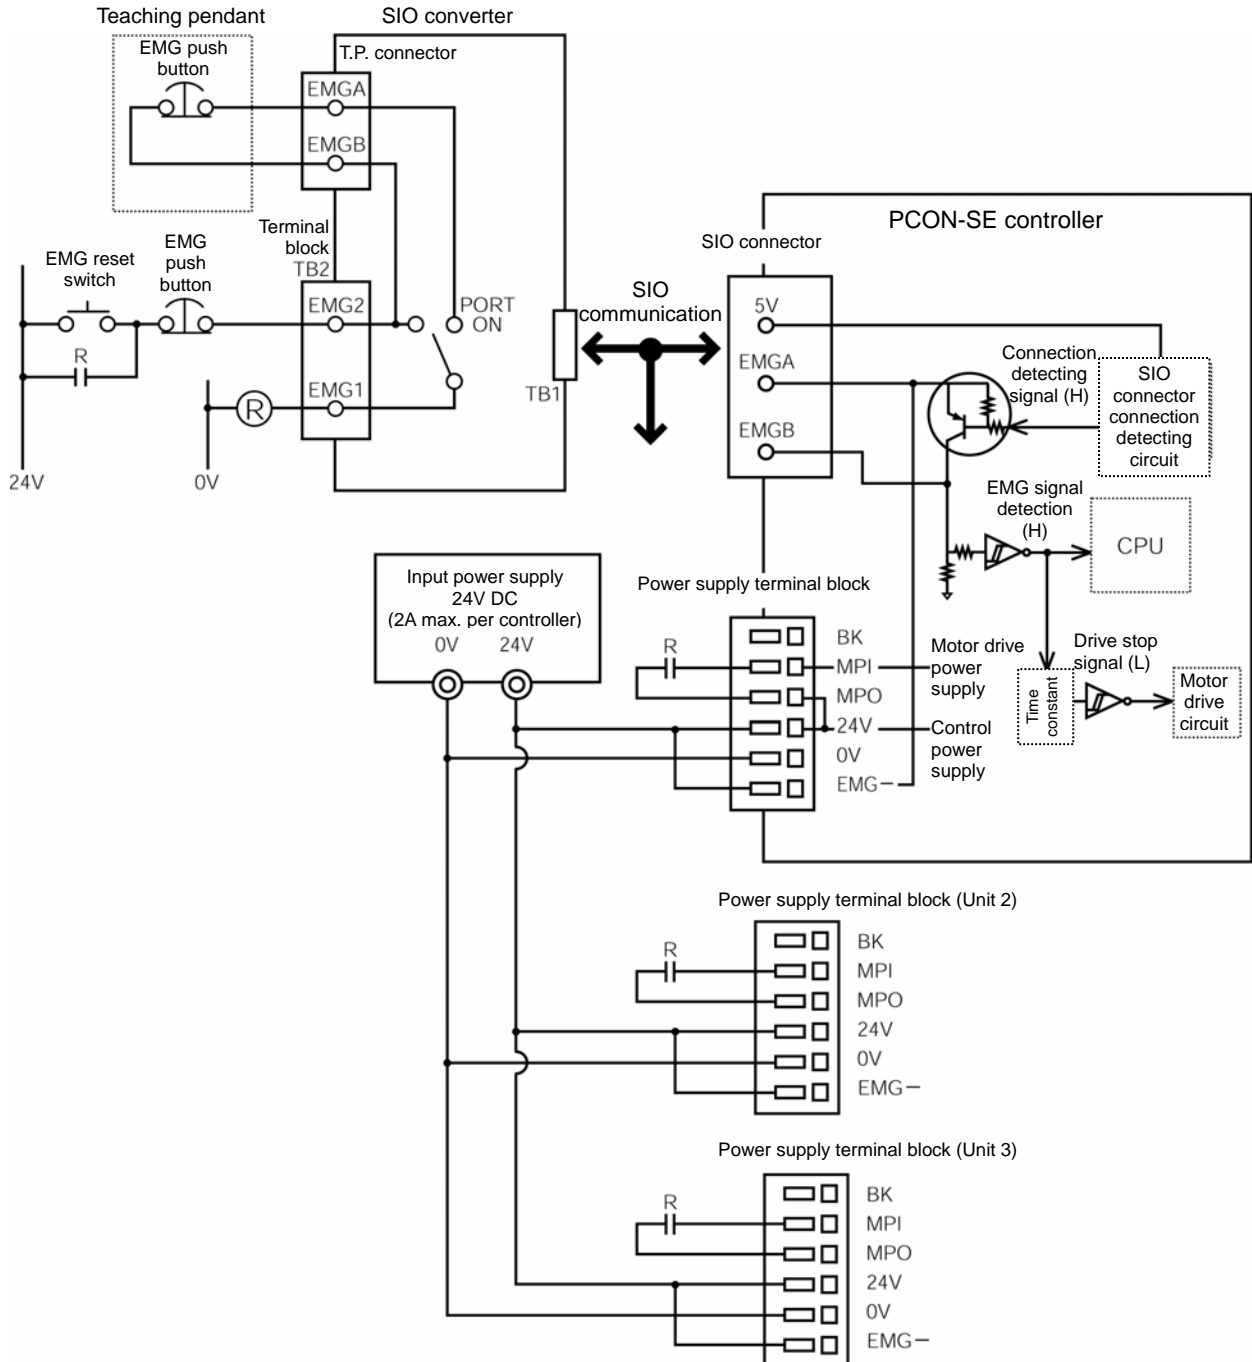 Teaching pendant
SIO converter
EMG push
button
T.P. connector
EMGA
EMGB
Terminal
block
TB2
EMG reset
switch
EMG
push
button
EMG2
PORT
ON
R
EMG1
R
TB1
24V
0V
SIO
communication
PCON-SE controller
SIO connector
5V
EMGA
EMGB
Connection
detecting
signal (H)
SIO
connector
connection
detecting
circuit
EMG signal
detection
(H)
CPU
Input power supply
24V DC
(2A max. per controller)
0V
24V
Power supply terminal block
R
BK
MPI
MPO
24V
0V
EMG−
Motor drive
power
supply
Control
power
supply
Drive stop
signal (L)
Time
constant
Motor
drive
circuit
Power supply terminal block (Unit 2)
R
BK
MPI
MPO
24V
0V
EMG−
Power supply terminal block (Unit 3)
R
BK
MPI
MPO
24V
0V
EMG−